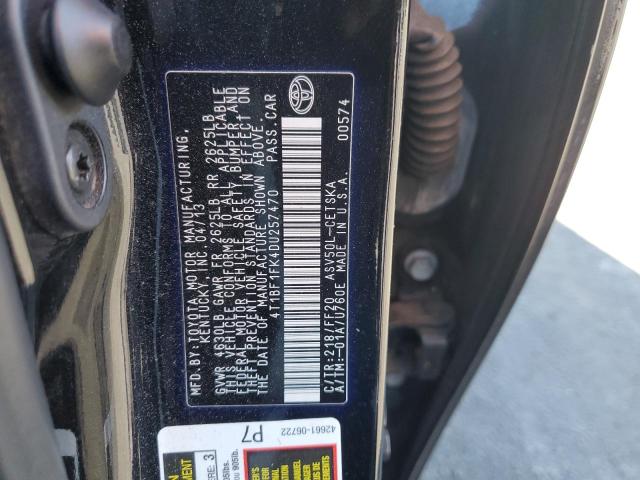 MFD.BY:TOYOTA MOTOR MANUFACTURING,
KENTUCKY, INC. 04/13
GVWR 4630LB GAWR FR 2625LB RR 2625LB
THIS VEHICLE CONFORMS TO ALL APPLICABLE
FEDERAL MOTOR VEHICLE SAFETY BUMPER, AND
THEFT PREVENTION STANDARDS IN EFFECT ON
THE DATE OF MANUFACTURE SHOWN ABOVE.
4T1BF1FK4DU257470 PASS.CAR
C/TR:218A/FF20 ASV50L-CETSKA
A/TM:-01A/U760E MADE IN U.S.A. 00574
42661-06722
P7